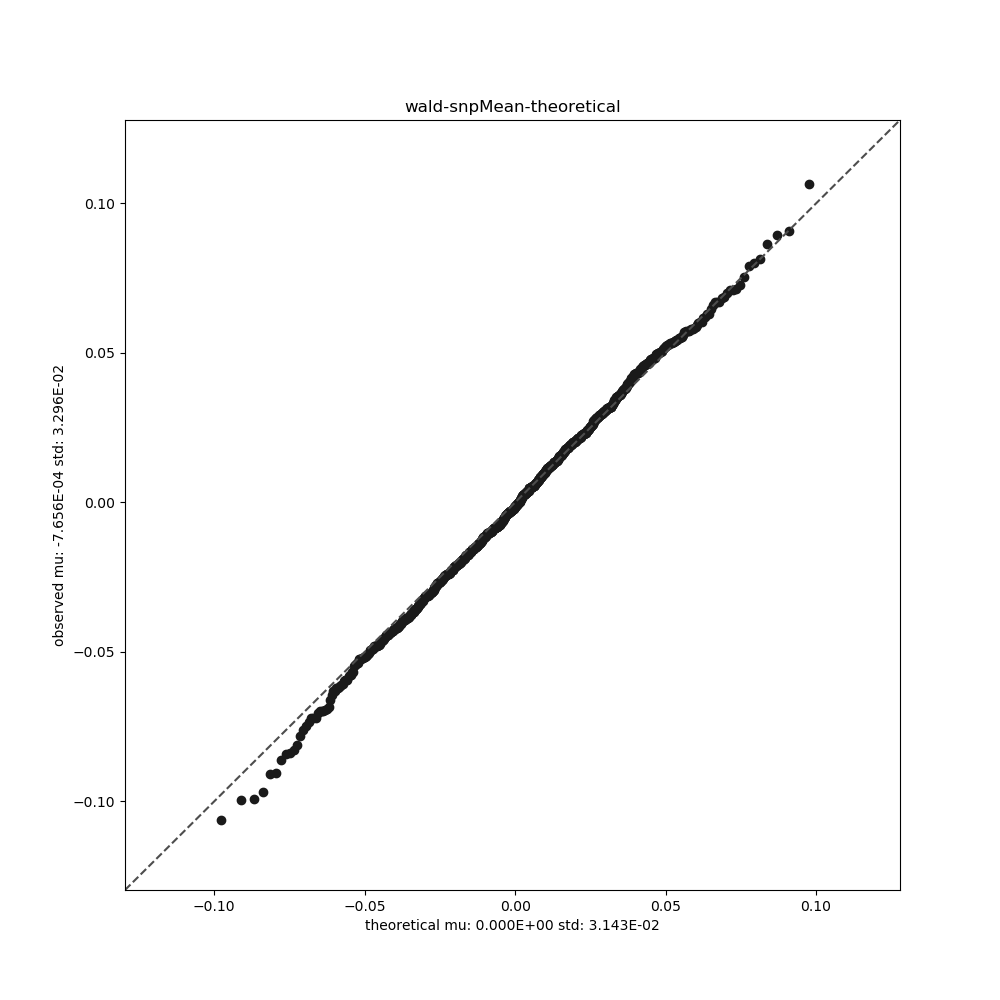 wald-snpMean-theoretical
0.10
0.05
0.00
−0.05
−0.10
observed mu: -7.656E-04 std: 3.296E-02
−0.10 −0.05 0.00 0.05 0.10
theoretical mu: 0.000E+00 std: 3.143E-02